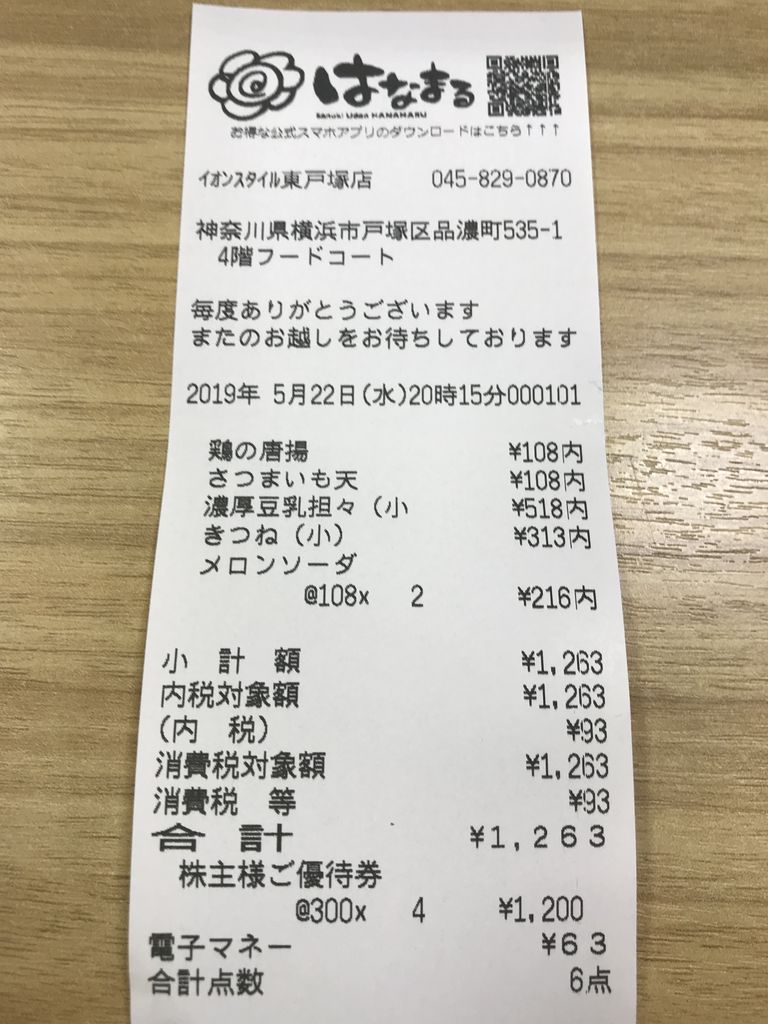 はなまる
Sanuki Udon HANAMARU
お得な公式スマホアプリのダウンロードはこちら↑↑↑
イオンスタイル東戸塚店 045-829-0870
神奈川県横浜市戸塚区品濃町535-1
4階フードコート
毎度ありがとうございます
またのお越しをお待ちしております
2019年 5月22日(水)20時15分000101
鶏の唐揚 ¥108内
さつまいも天 ¥108内
濃厚豆乳担々（小 ¥518内
きつね（小） ¥313内
メロンソーダ
@108x 2 ¥216内
小 計 額 ¥1,263
内税対象額 ¥1,263
(内 税) ¥93
消費税対象額 ¥1,263
消費税 等 ¥93
合 計 ¥1,263
株主様ご優待券
@300x 4 ¥1,200
電子マネー ¥63
合計点数 6点